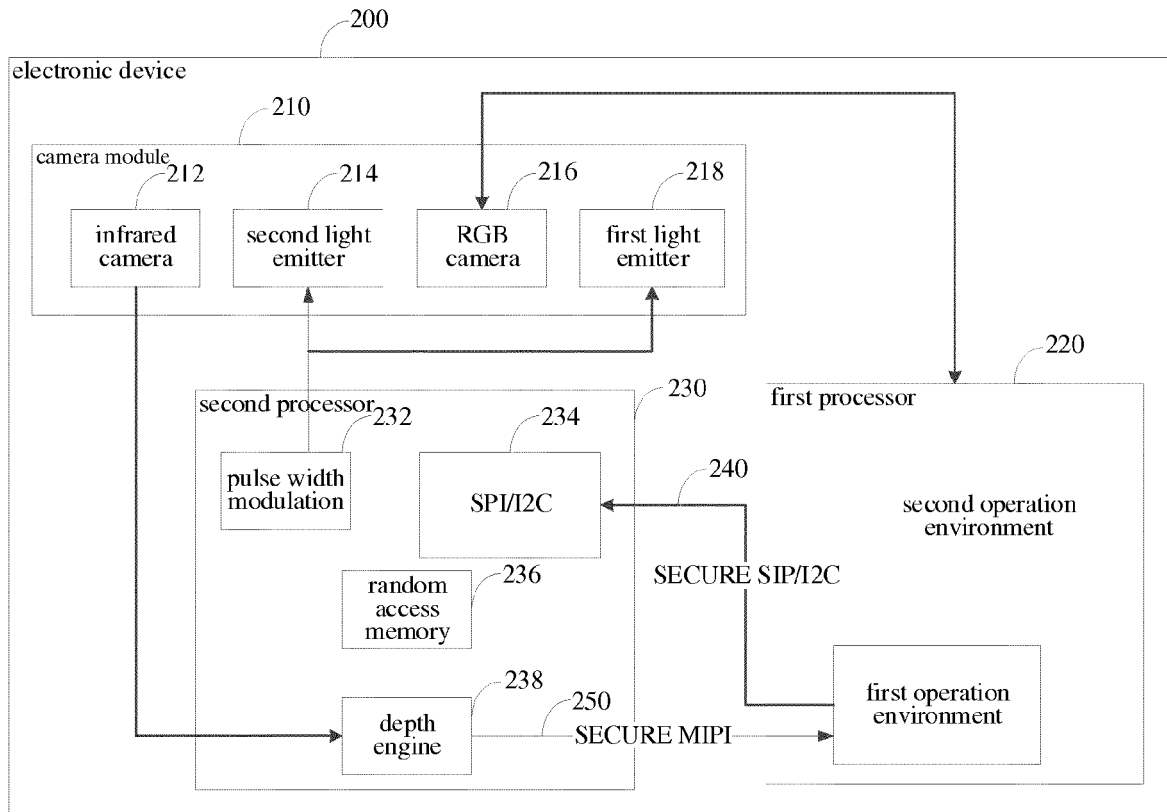 200
electronic device
210
camera module
212
214
216
218
infrared
camera
second light
emitter
RGB
camera
first light
emitter
220
230
second processor
first processor
232
234
pulse width
modulation
SPI/I2C
240
second operation
environment
SECURE SIP/I2C
236
random
access
memory
238
250
depth
engine
SECURE MIPI
first operation
environment